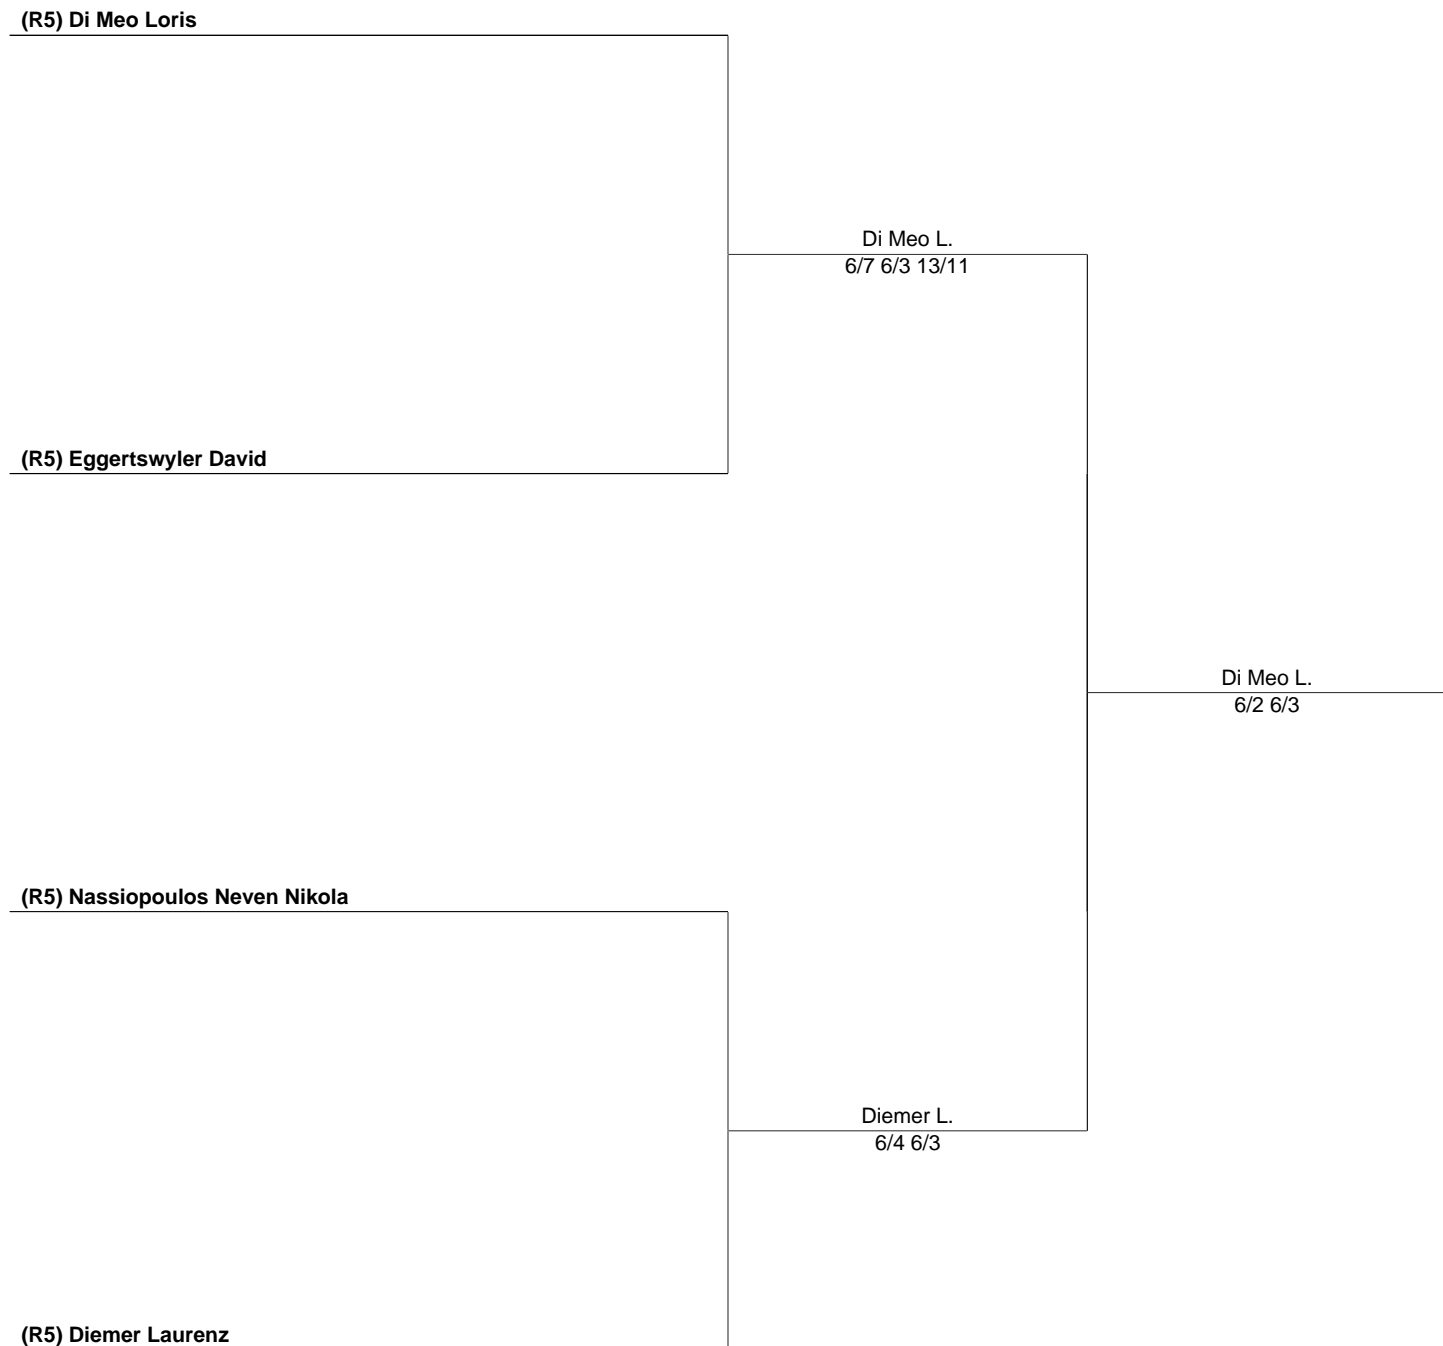 (R5) Di Meo Loris
Di Meo L.
6/7 6/3 13/11
(R5) Eggertswyler David
Di Meo L.
6/2 6/3
(R5) Nassiopoulos Neven Nikola
Diemer L.
6/4 6/3
(R5) Diemer Laurenz